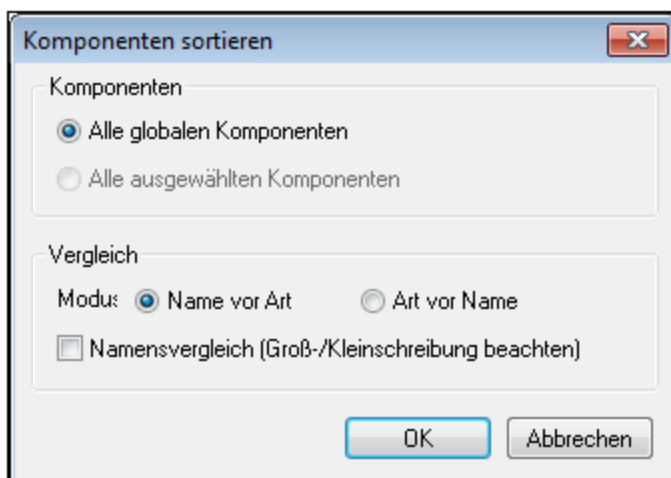 Komponenten sortieren
Komponenten
Alle globalen Komponenten
Alle ausgewählten Komponenten
Vergleich
Modus Name vor Art Art vor Name
Namensvergleich (Groß-/Kleinschreibung beachten)
OK Abbrechen